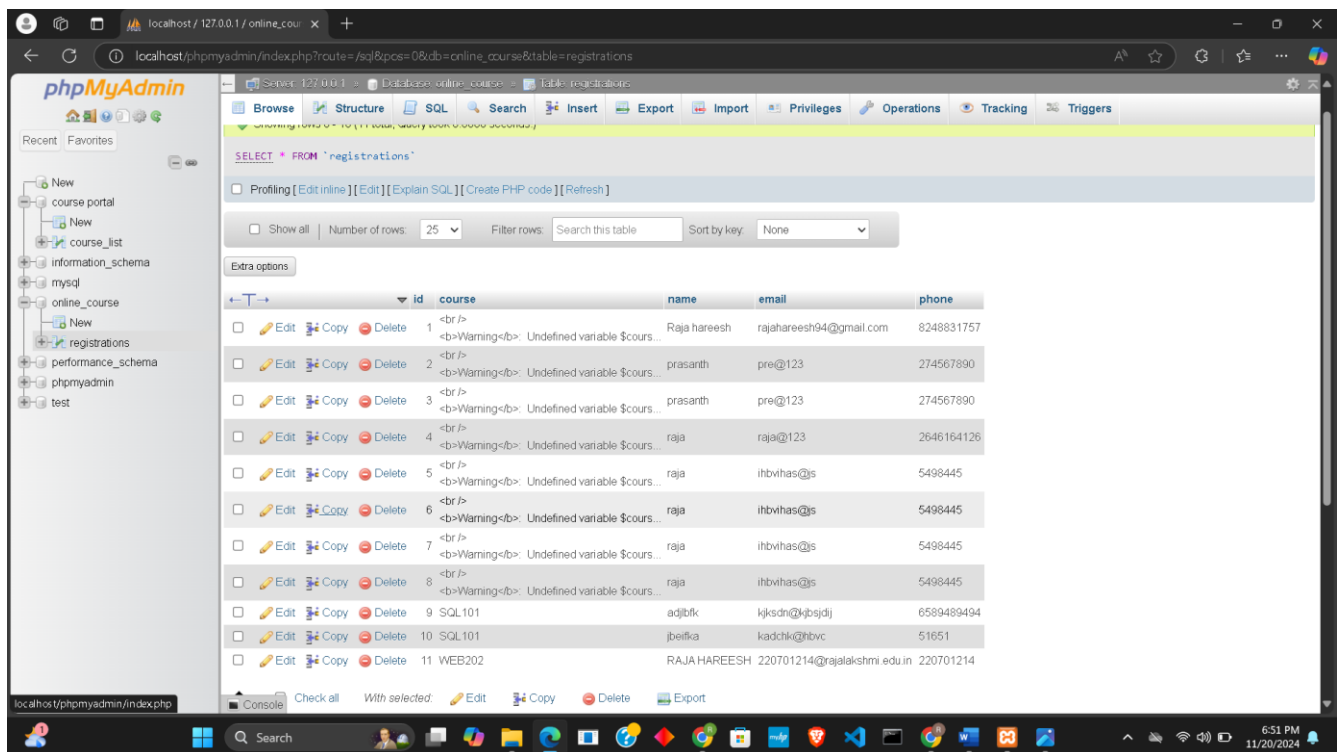 localhost / 127.0.0.1 / online_cour
localhost/phpmyadmin/index.php?route=/sql&pos=0&db=online_course&table=registrations
phpMyAdmin
Recent Favorites
New
course portal
New
course_list
information_schema
mysql
online_course
New
registrations
performance_schema
phpmyadmin
test
Server: 127.0.0.1 » Database: online_course » Table: registrations
Browse Structure SQL Search Insert Export Import Privileges Operations Tracking Triggers
SELECT * FROM `registrations`
Profiling [ Edit inline ] [ Edit ] [ Explain SQL ] [ Create PHP code ] [ Refresh ]
Show all | Number of rows: 25 Filter rows: Search this table Sort by key: None
Extra options
←T→ id course name email phone
Edit Copy Delete 1 <br /> <b>Warning</b>: Undefined variable $cours... Raja hareesh rajahareesh94@gmail.com 8248831757
Edit Copy Delete 2 <br /> <b>Warning</b>: Undefined variable $cours... prasanth pre@123 274567890
Edit Copy Delete 3 <br /> <b>Warning</b>: Undefined variable $cours... prasanth pre@123 274567890
Edit Copy Delete 4 <br /> <b>Warning</b>: Undefined variable $cours... raja raja@123 2646164126
Edit Copy Delete 5 <br /> <b>Warning</b>: Undefined variable $cours... raja ihbvihas@js 5498445
Edit Copy Delete 6 <br /> <b>Warning</b>: Undefined variable $cours... raja ihbvihas@js 5498445
Edit Copy Delete 7 <br /> <b>Warning</b>: Undefined variable $cours... raja ihbvihas@js 5498445
Edit Copy Delete 8 <br /> <b>Warning</b>: Undefined variable $cours... raja ihbvihas@js 5498445
Edit Copy Delete 9 SQL101 adjbfk kjksdn@kjbsjdij 6589489494
Edit Copy Delete 10 SQL101 jbeifka kadchk@hbvc 51651
Edit Copy Delete 11 WEB202 RAJA HAREESH 220701214@rajalakshmi.edu.in 220701214
Check all With selected: Edit Copy Delete Export
Console
localhost/phpmyadmin/index.php
Search
6:51 PM
11/20/2024